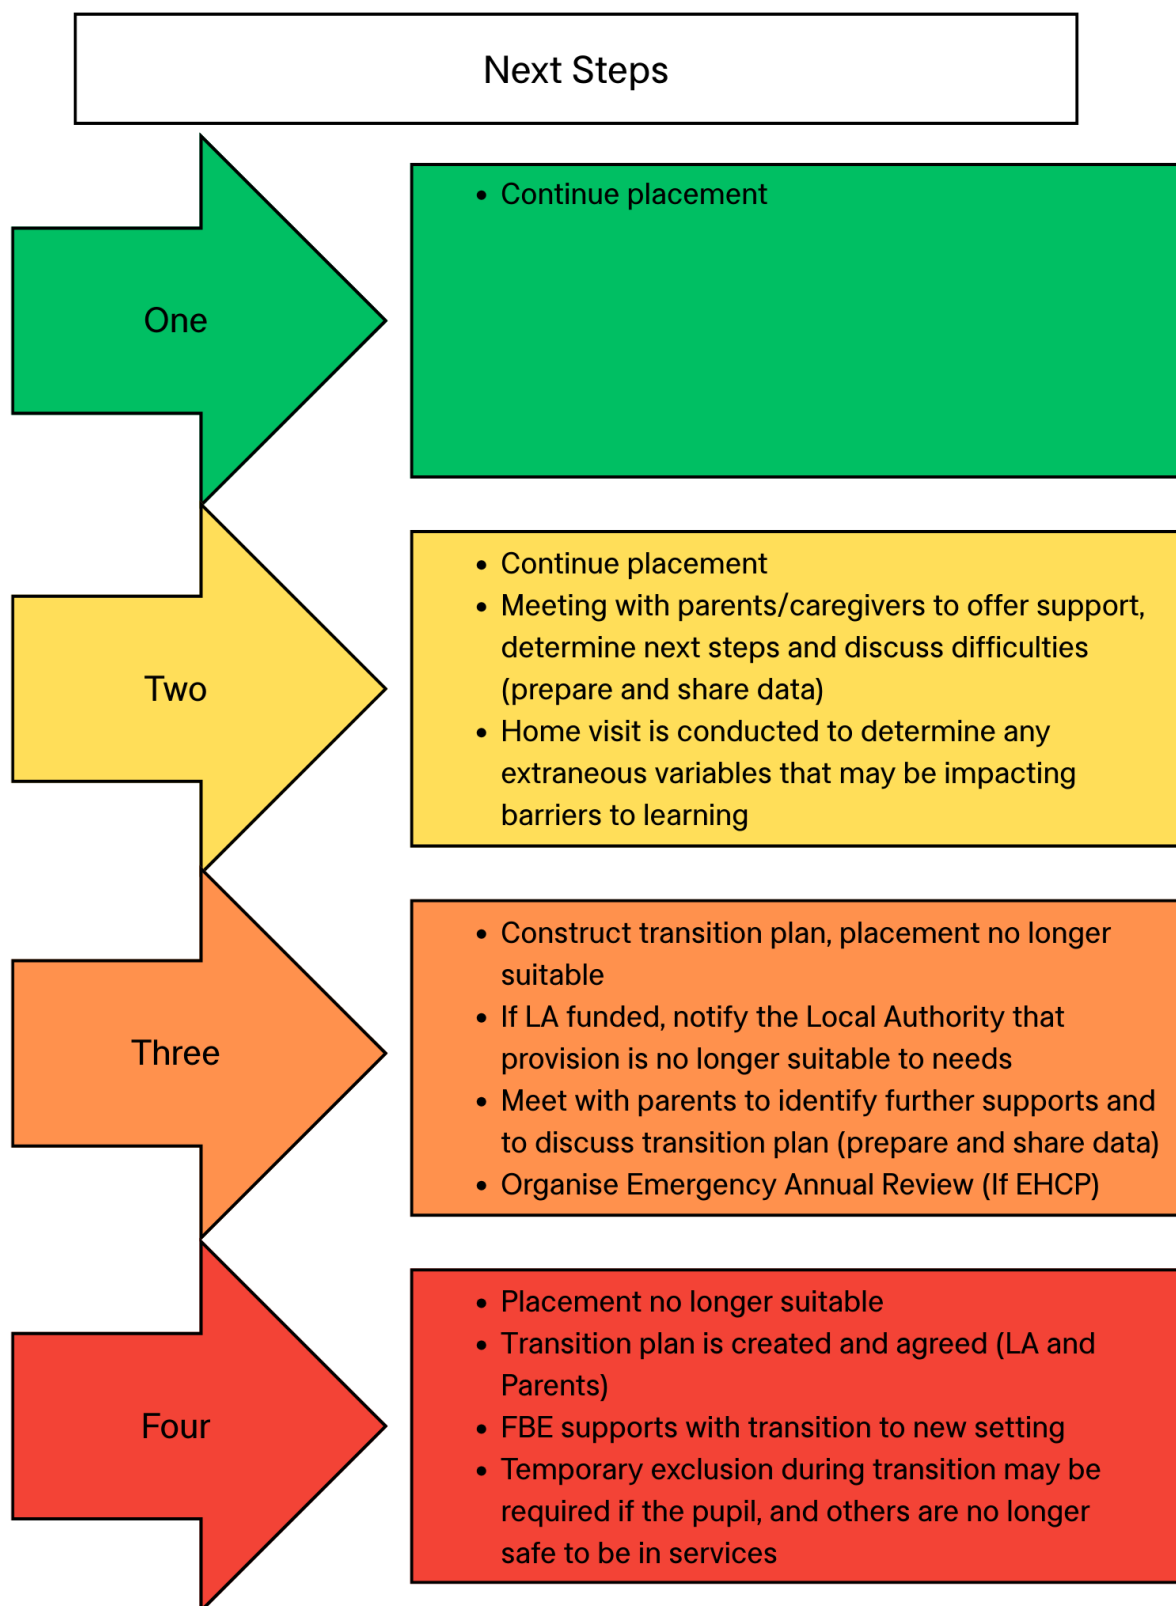 Next Steps
One
• Continue placement
Two
• Continue placement
• Meeting with parents/caregivers to offer support,
determine next steps and discuss difficulties
(prepare and share data)
• Home visit is conducted to determine any
extraneous variables that may be impacting
barriers to learning
Three
• Construct transition plan, placement no longer
suitable
• If LA funded, notify the Local Authority that
provision is no longer suitable to needs
• Meet with parents to identify further supports and
to discuss transition plan (prepare and share data)
• Organise Emergency Annual Review (If EHCP)
Four
• Placement no longer suitable
• Transition plan is created and agreed (LA and
Parents)
• FBE supports with transition to new setting
• Temporary exclusion during transition may be
required if the pupil, and others are no longer
safe to be in services